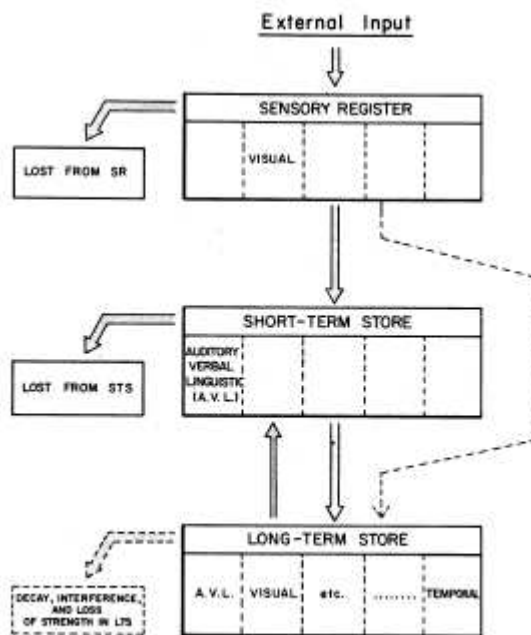 External Input
SENSORY REGISTER
VISUAL
LOST FROM SR
SHORT-TERM STORE
AUDITORY
VERBAL
LINGUISTIC
(A.V.L.)
LOST FROM STS
LONG-TERM STORE
A.V.L.
VISUAL
etc.
........
TEMPORAL
DECAY, INTERFERENCE,
AND LOSS
OF STRENGTH IN LTS